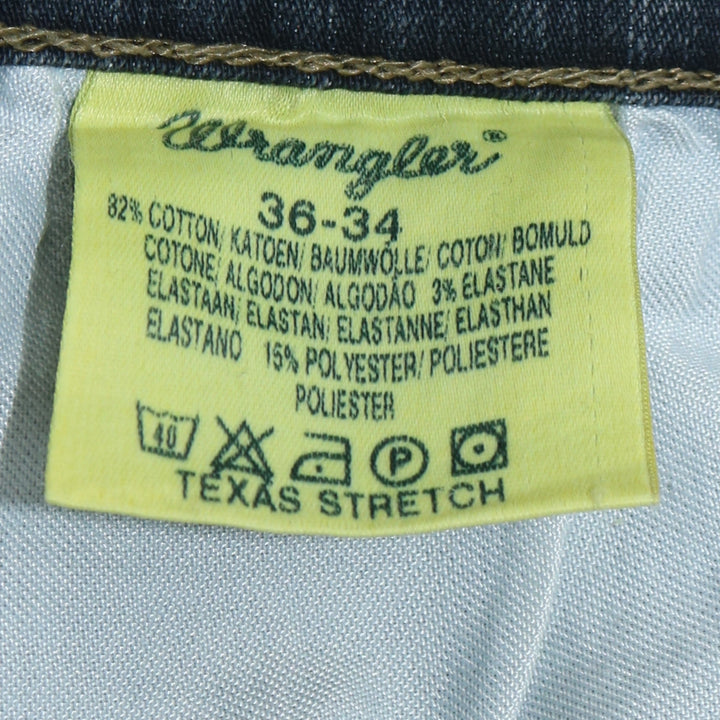 Wrangler®
36-34
82% COTTON/ KATOEN/ BAUMWOLLE/ COTON/ BOMULD
COTONE/ ALGODON/ ALGODÃO 3% ELASTANE
ELASTAAN/ ELASTAN/ ELASTANNE/ ELASTHAN
ELASTANO 15% POLYESTER/ POLIESTERE
POLIESTER
40 P
TEXAS STRETCH